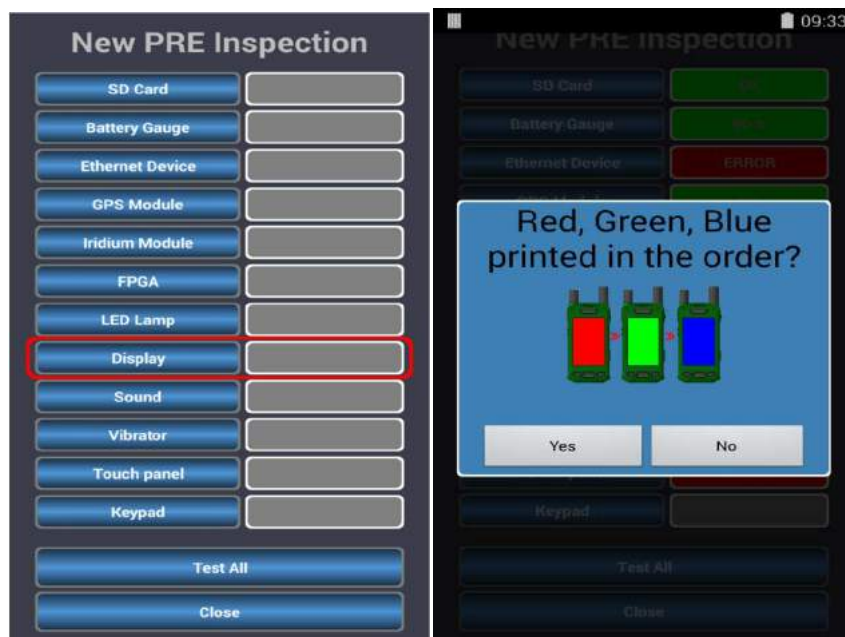 New PRE Inspection
SD Card
Battery Gauge
Ethernet Device
GPS Module
Iridium Module
FPGA
LED Lamp
Display
Sound
Vibrator
Touch panel
Keypad
Test All
Close
09:33
New PRE Inspection
SD Card
Battery Gauge
Ethernet Device
ERROR
Red, Green, Blue
printed in the order?
Yes
No
Keypad
Test All
Close